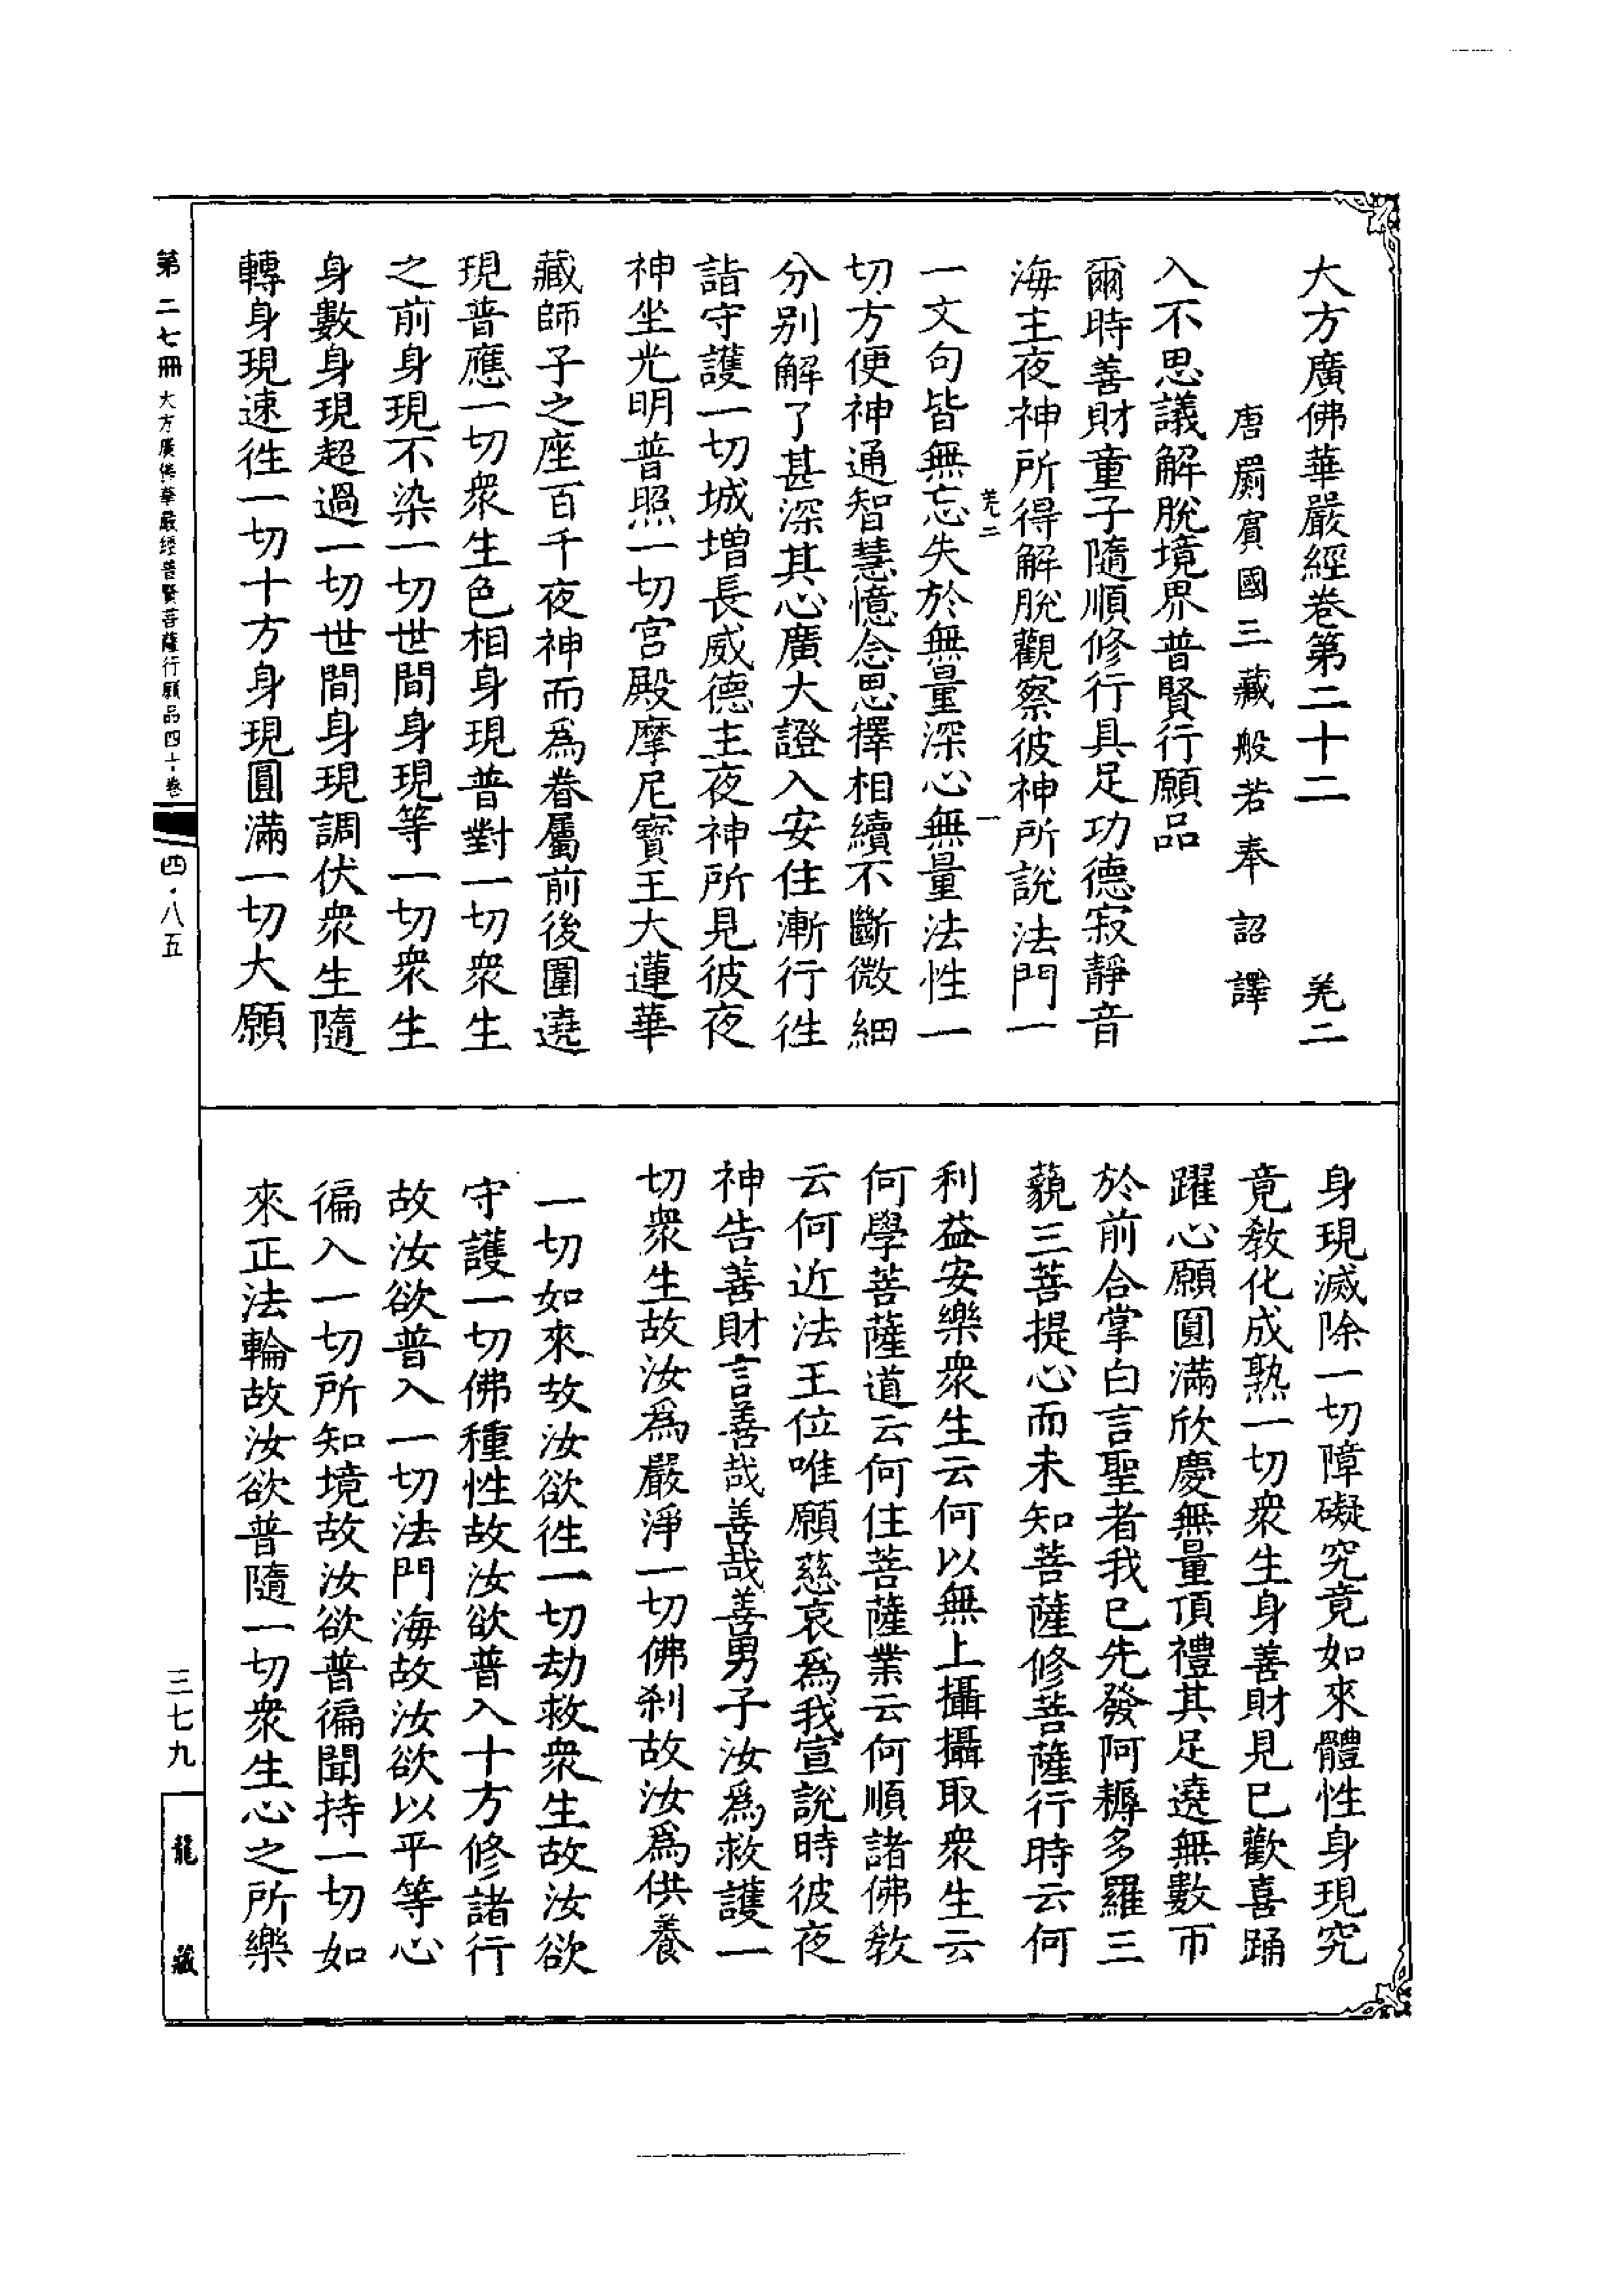 大方廣佛華嚴經卷第二十二　羌二
唐罽賓國三藏般若奉詔譯
入不思議解脫境界普賢行願品
爾時善財童子隨順修行具足功德寂靜音
海主夜神所得解脫觀察彼神所說法門一
羌二　一
一文句皆無忘失於無量深心無量法性一
切方便神通智慧憶念思擇相續不斷微細
分別解了甚深其心廣大證入安住漸行徃
詣守護一切城增長威德主夜神所見彼夜
神坐光明普照一切宮殿摩尼寶王大蓮華
藏師子之座百千夜神而為眷屬前後圍遶
現普應一切衆生色相身現普對一切衆生
之前身現不染一切世間身現等一切衆生
身數身現超過一切世間身現調伏衆生隨
轉身現速徃一切十方身現圓滿一切大願
身現滅除一切障礙究竟如來體性身現究
竟教化成熟一切衆生身善財見已歡喜踊
躍心願圓滿欣慶無量頂禮其足遶無數帀
於前合掌白言聖者我已先發阿耨多羅三
藐三菩提心而未知菩薩修菩薩行時云何
利益安樂衆生云何以無上攝攝取衆生云
何學菩薩道云何住菩薩業云何順諸佛教
云何近法王位唯願慈哀為我宣說時彼夜
神告善財言善哉善哉善男子汝為救護一
切衆生故汝為嚴淨一切佛剎故汝為供養
一切如來故汝欲徃一切劫救衆生故汝欲
守護一切佛種性故汝欲普入十方修諸行
故汝欲普入一切法門海故汝欲以平等心
徧入一切所知境故汝欲普徧聞持一切如
來正法輪故汝欲普隨一切衆生心之所樂
第二七冊　大方廣佛華嚴經普賢菩薩行願品四十卷　四·八五
三七九
龍藏